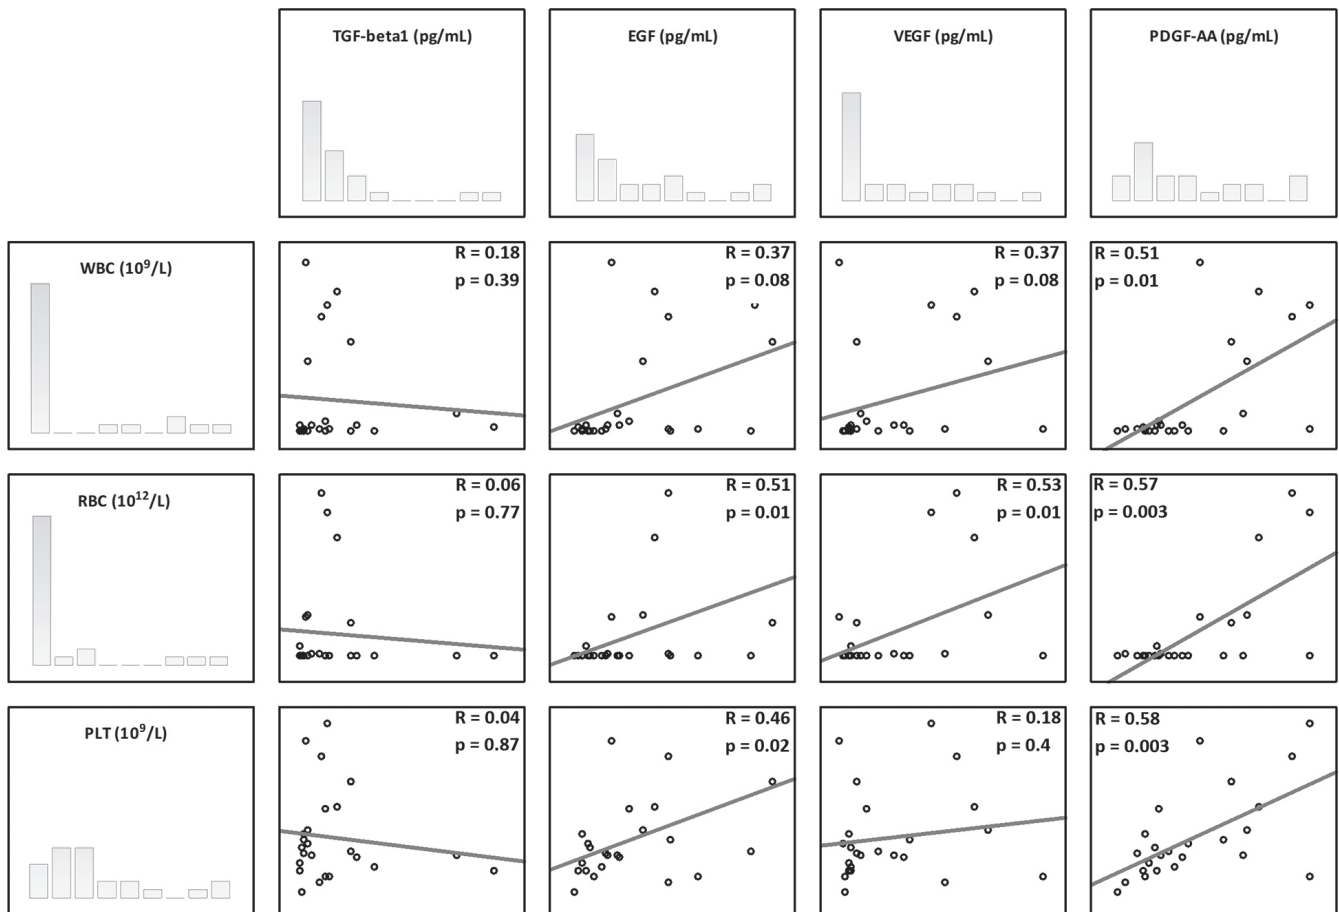 TGF-beta1 (pg/mL)
EGF (pg/mL)
VEGF (pg/mL)
PDGF-AA (pg/mL)
WBC (10⁹/L)
R = 0.18
p = 0.39
R = 0.37
p = 0.08
R = 0.37
p = 0.08
R = 0.51
p = 0.01
RBC (10¹²/L)
R = 0.06
p = 0.77
R = 0.51
p = 0.01
R = 0.53
p = 0.01
R = 0.57
p = 0.003
PLT (10⁹/L)
R = 0.04
p = 0.87
R = 0.46
p = 0.02
R = 0.18
p = 0.4
R = 0.58
p = 0.003